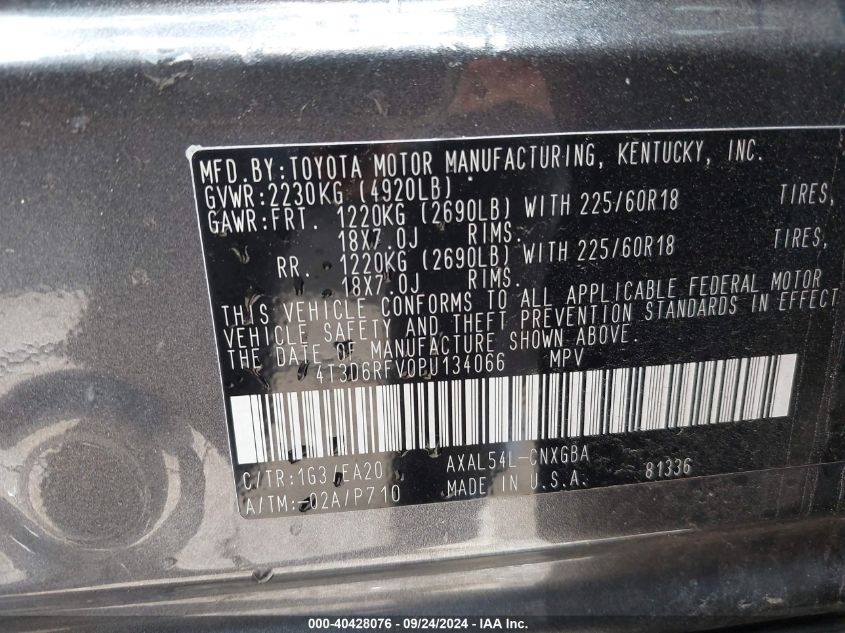 MFD.BY:TOYOTA MOTOR MANUFACTURING, KENTUCKY, INC.
GVWR:2230KG (4920LB)
GAWR:FRT. 1220KG (2690LB) WITH 225/60R18 TIRES,
18X7.0J RIMS.
RR. 1220KG (2690LB) WITH 225/60R18 TIRES,
18X7.0J RIMS.
THIS VEHICLE CONFORMS TO ALL APPLICABLE FEDERAL MOTOR
VEHICLE SAFETY AND THEFT PREVENTION STANDARDS IN EFFECT
THE DATE OF MANUFACTURE SHOWN ABOVE.
4T3D6RFV0PU134066 MPV
C/TR:1G3/EA20 AXAL54L-CNXGBA 81336
A/TM:-02A/P710 MADE IN U.S.A.
000-40428076 - 09/24/2024 - IAA Inc.